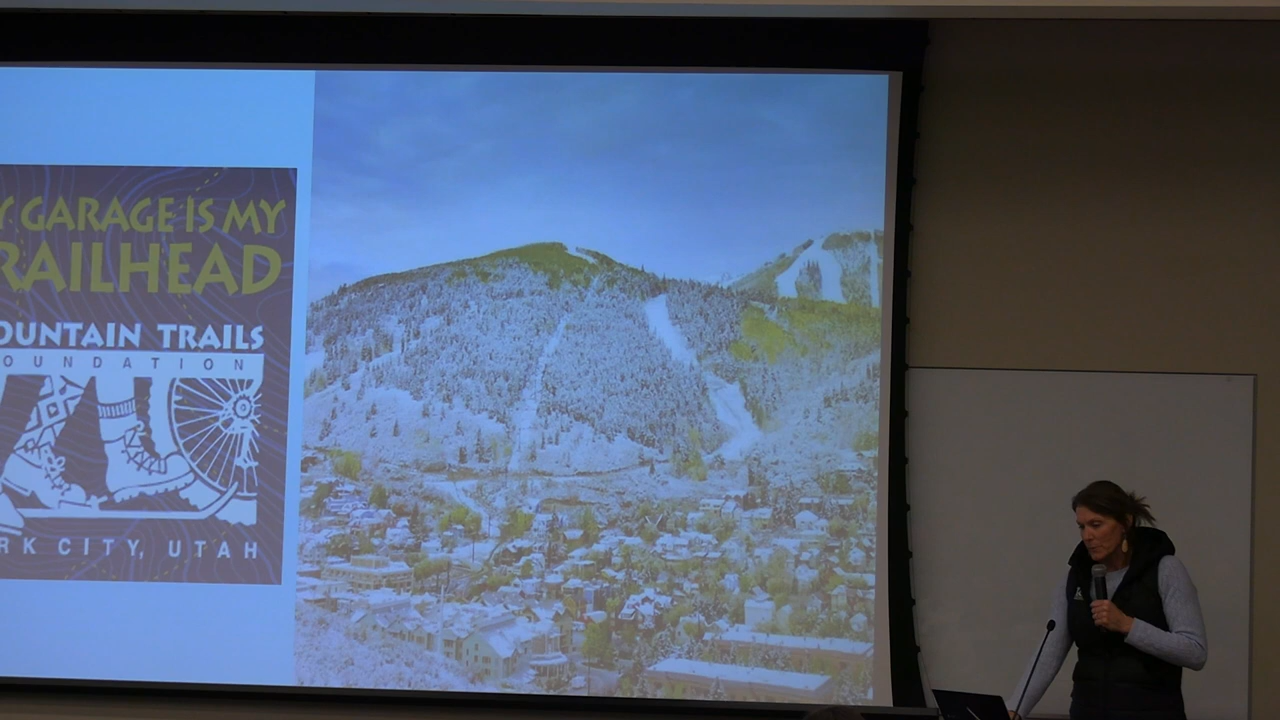 Y GARAGE IS MY
RAILHEAD
OUNTAIN TRAILS
OUNDATION
RK CITY, UTAH